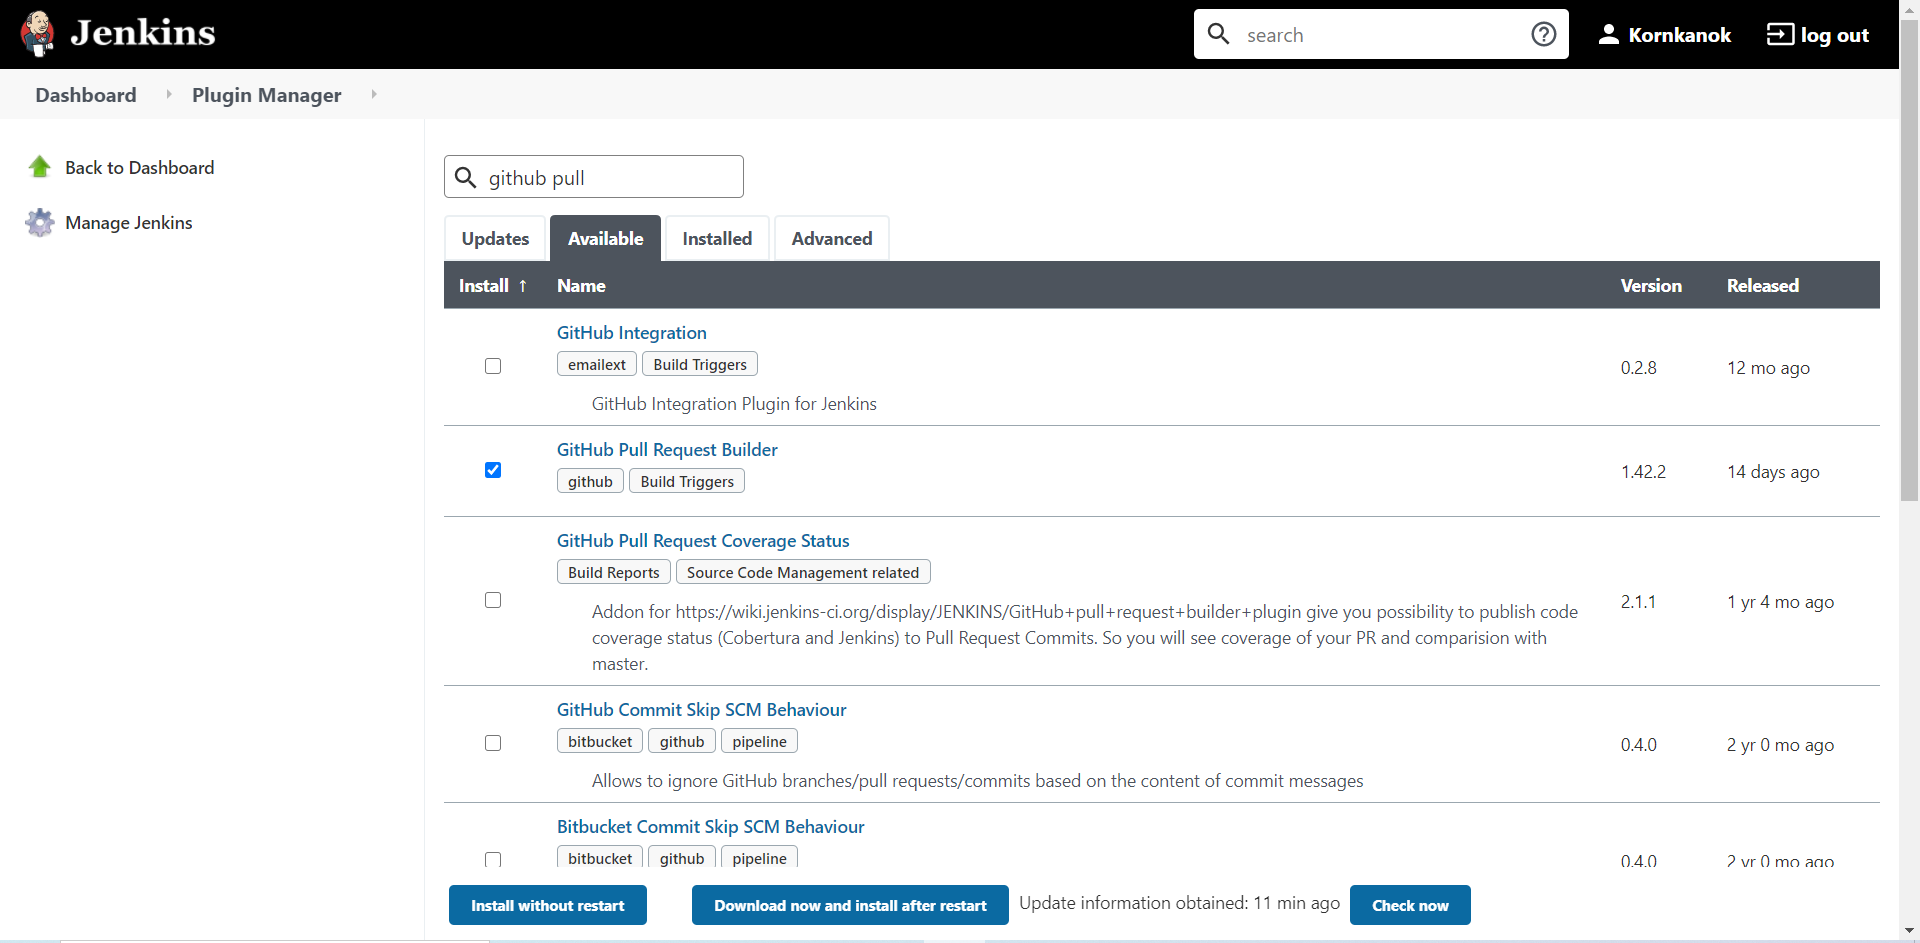 Jenkins
search
Kornkanok
log out
Dashboard
Plugin Manager
Back to Dashboard
Manage Jenkins
github pull
Updates
Available
Installed
Advanced
Install ↑ Name Version Released
GitHub Integration
emailext Build Triggers
0.2.8 12 mo ago
GitHub Integration Plugin for Jenkins
GitHub Pull Request Builder
github Build Triggers
1.42.2 14 days ago
GitHub Pull Request Coverage Status
Build Reports Source Code Management related
Addon for https://wiki.jenkins-ci.org/display/JENKINS/GitHub+pull+request+builder+plugin give you possibility to publish code
coverage status (Cobertura and Jenkins) to Pull Request Commits. So you will see coverage of your PR and comparision with
master.
2.1.1 1 yr 4 mo ago
GitHub Commit Skip SCM Behaviour
bitbucket github pipeline
0.4.0 2 yr 0 mo ago
Allows to ignore GitHub branches/pull requests/commits based on the content of commit messages
Bitbucket Commit Skip SCM Behaviour
bitbucket github pipeline
0.4.0 2 yr 0 mo ago
Install without restart
Download now and install after restart
Update information obtained: 11 min ago
Check now